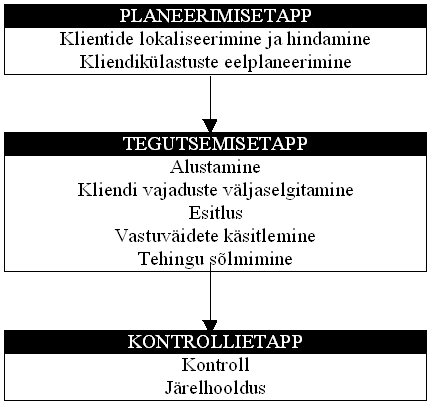 PLANEERIMISETAPP
Klientide lokaliseerimine ja hindamine
Kliendikülastuste eelplaneerimine
TEGUTSEMISETAPP
Alustamine
Kliendi vajaduste väljaselgitamine
Esitlus
Vastuväidete käsitlemine
Tehingu sõlmimine
KONTROLLIETAPP
Kontroll
Järelhooldus